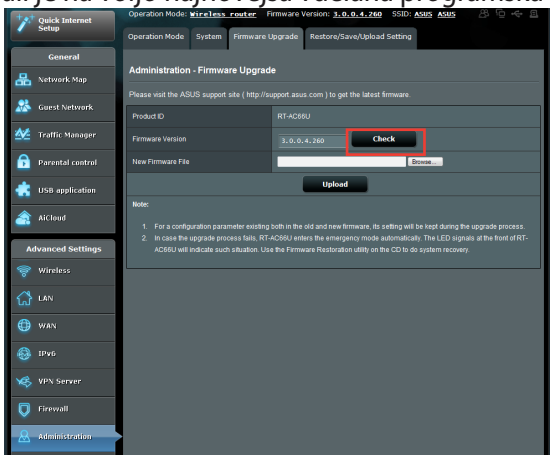 je na voljo najnovejša različna programska
Quick Internet Setup
Operation Mode: Wireless router Firmware Version: 3.0.0.4.260 SSID: ASUS ASUS
Operation Mode System Firmware Upgrade Restore/Save/Upload Setting
General
Network Map
Guest Network
Traffic Manager
Parental control
USB application
AiCloud
Advanced Settings
Wireless
LAN
WAN
IPv6
VPN Server
Firewall
Administration
Administration - Firmware Upgrade
Please visit the ASUS support site ( http://support.asus.com ) to get the latest firmware.
Product ID RT-AC66U
Firmware Version 3.0.0.4.260 Check
New Firmware File Browse...
Upload
Note:
1. For a configuration parameter existing both in the old and new firmware, its setting will be kept during the upgrade process.
2. In case the upgrade process fails, RT-AC66U enters the emergency mode automatically. The LED signals at the front of RT-
AC66U will indicate such situation. Use the Firmware Restoration utility on the CD to do system recovery.